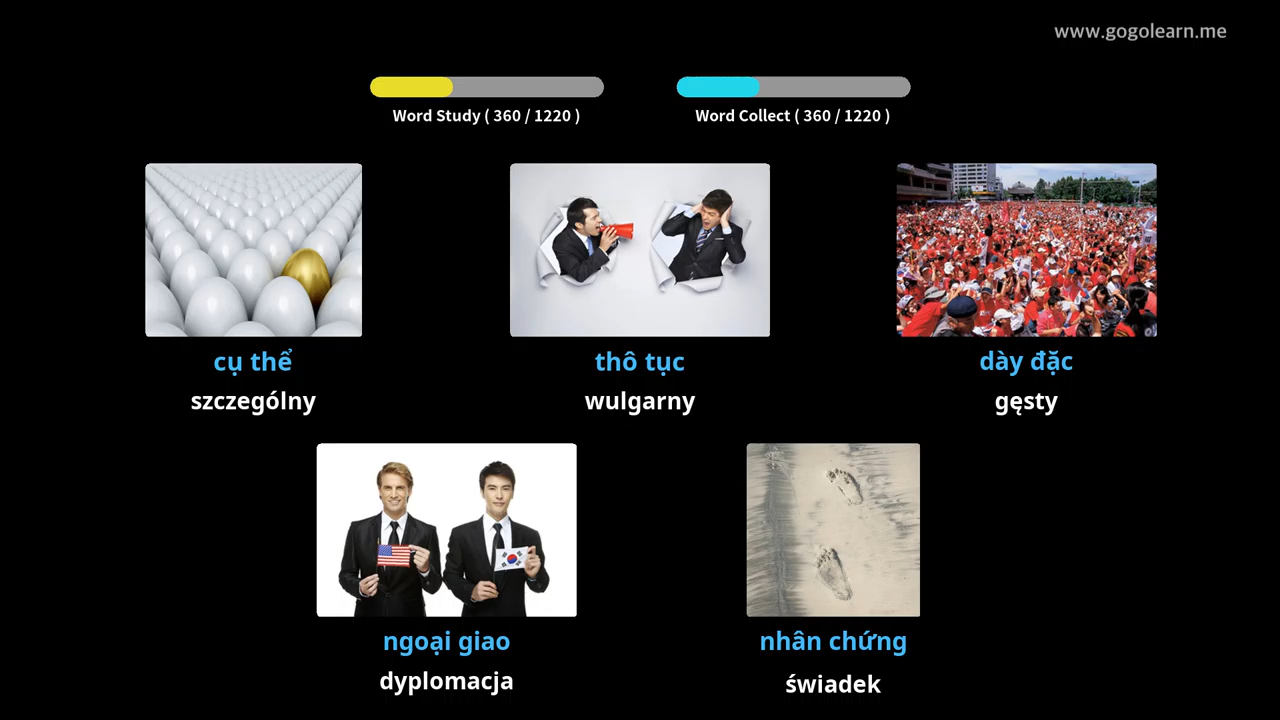 www.gogolearn.me
Word Study ( 360 / 1220 )
Word Collect ( 360 / 1220 )
cụ thể
szczególny
thô tục
wulgarny
dày đặc
gęsty
ngoại giao
dyplomacja
nhân chứng
świadek